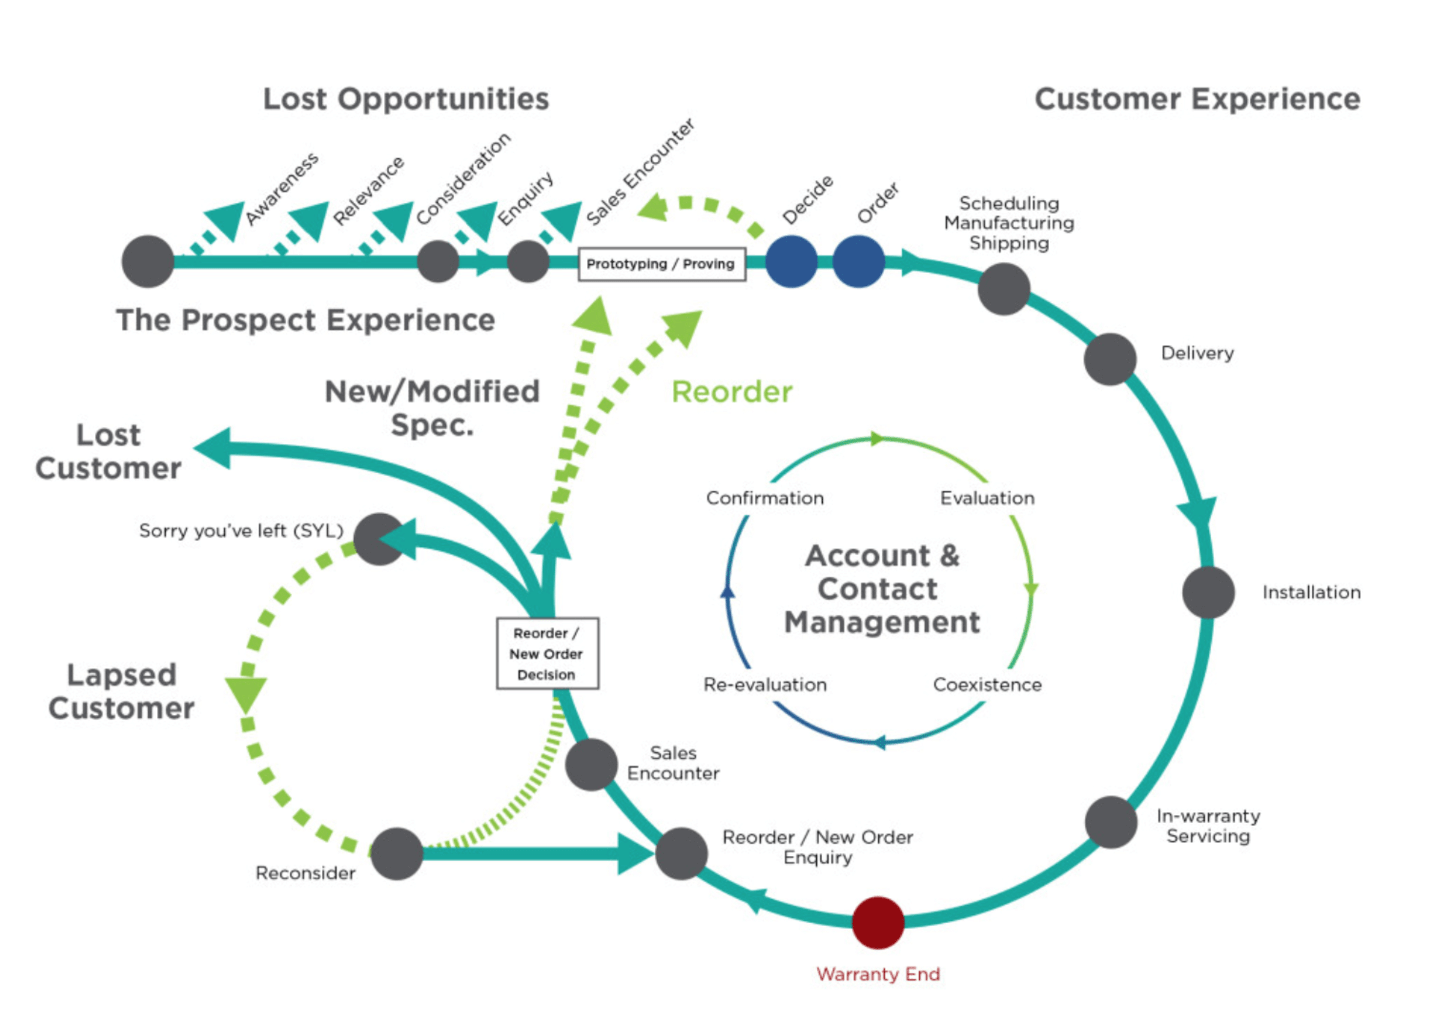 Lost Opportunities
Customer Experience
Awareness
Relevance
Consideration
Enquiry
Sales Encounter
Decide
Order
Scheduling
Manufacturing
Shipping
Prototyping / Proving
The Prospect Experience
Delivery
New/Modified
Spec.
Reorder
Lost
Customer
Sorry you've left (SYL)
Confirmation
Evaluation
Account &
Contact
Management
Installation
Reorder /
New Order
Decision
Lapsed
Customer
Re-evaluation
Coexistence
Sales
Encounter
In-warranty
Servicing
Reorder / New Order
Enquiry
Reconsider
Warranty End